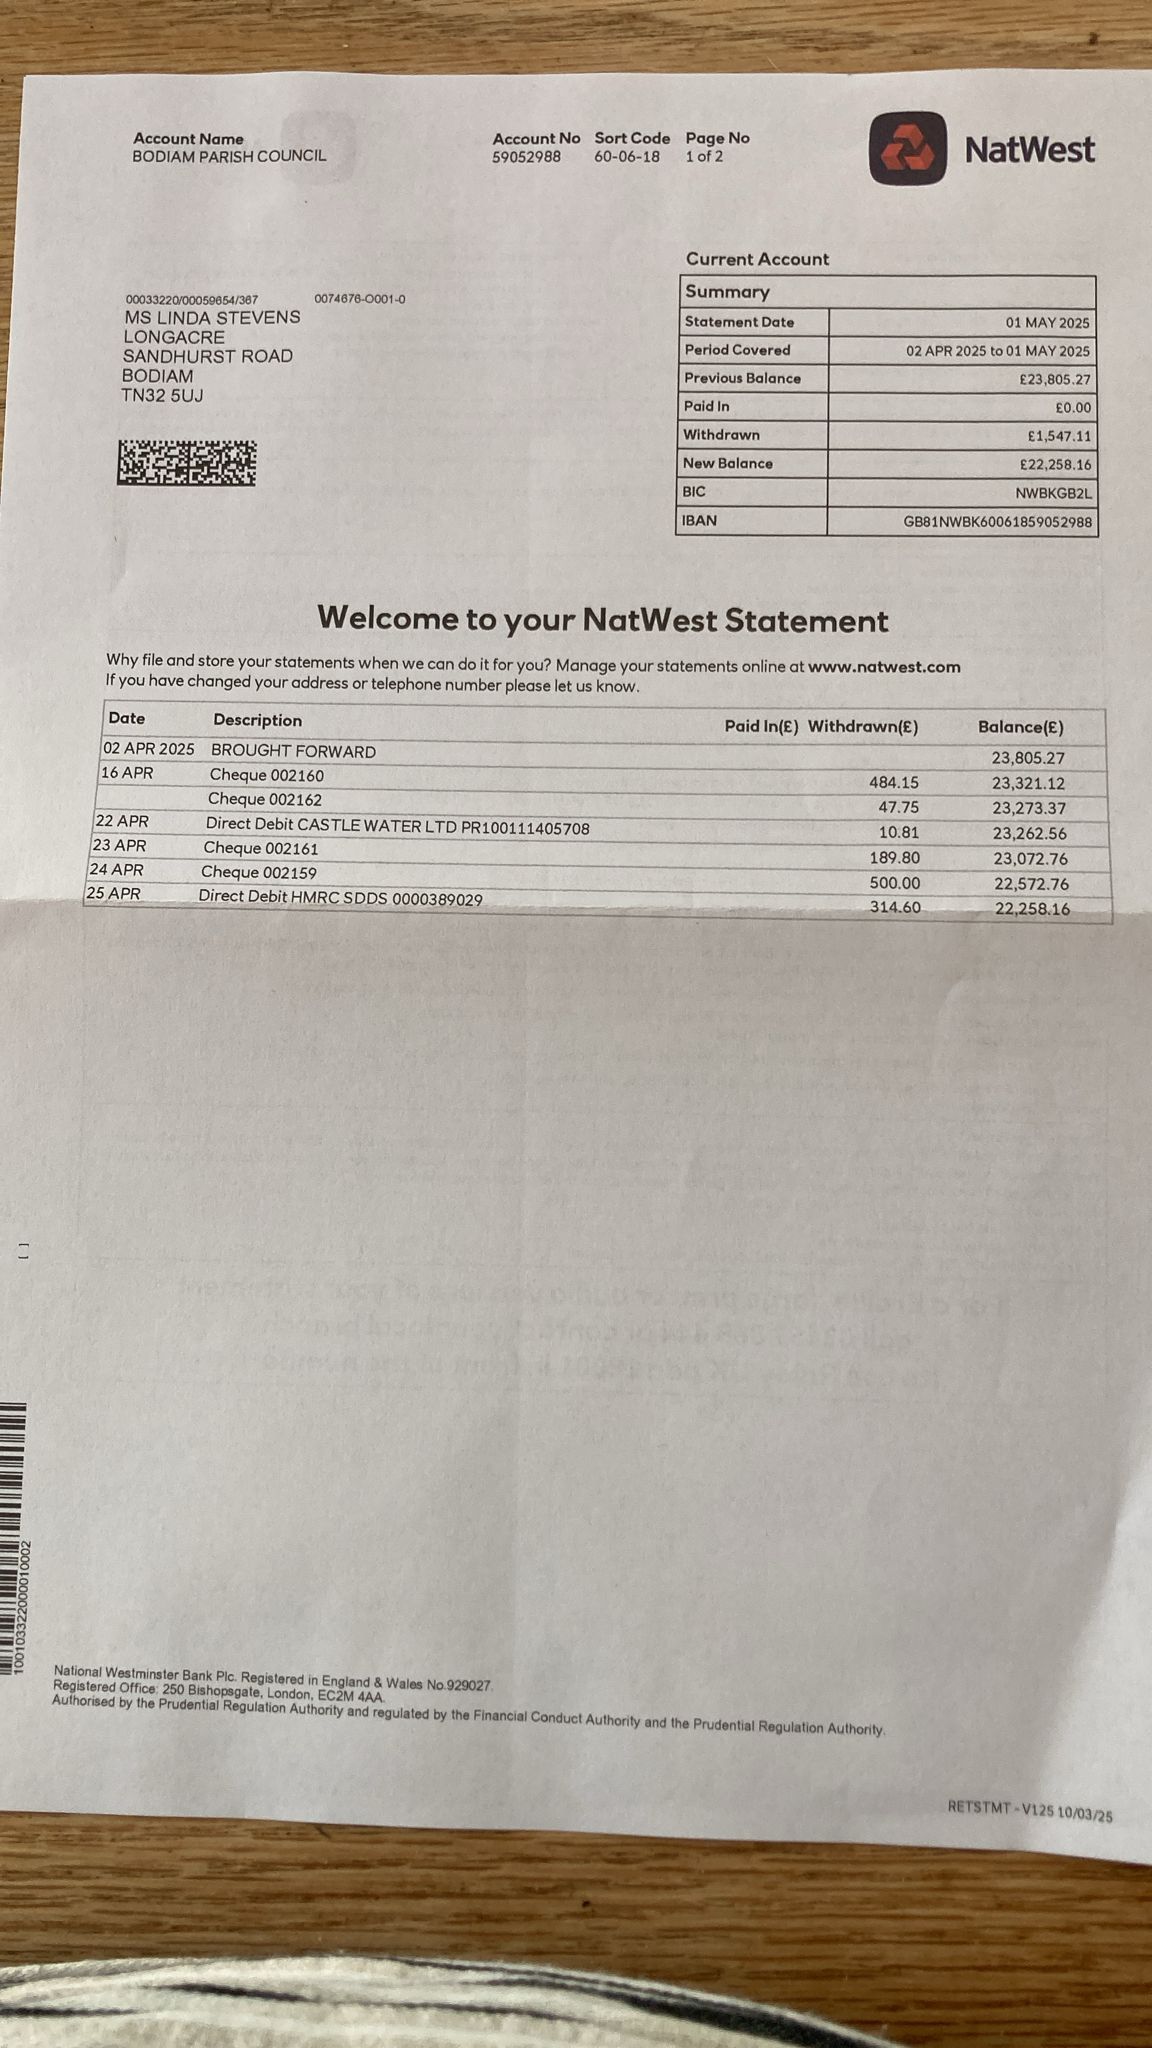 Account Name
BODIAM PARISH COUNCIL
Account No Sort Code Page No
59052988 60-06-18 1 of 2
NatWest
Current Account
Summary
Statement Date 01 MAY 2025
Period Covered 02 APR 2025 to 01 MAY 2025
Previous Balance £23,805.27
Paid In £0.00
Withdrawn £1,547.11
New Balance £22,258.16
BIC NWBKGB2L
IBAN GB81NWBK60061859052988
00033220/00059654/367 0074676-O001-0
MS LINDA STEVENS
LONGACRE
SANDHURST ROAD
BODIAM
TN32 5UJ
Welcome to your NatWest Statement
Why file and store your statements when we can do it for you? Manage your statements online at www.natwest.com
If you have changed your address or telephone number please let us know.
Date Description Paid In(£) Withdrawn(£) Balance(£)
02 APR 2025 BROUGHT FORWARD 23,805.27
16 APR Cheque 002160 484.15 23,321.12
Cheque 002162 47.75 23,273.37
22 APR Direct Debit CASTLE WATER LTD PR100111405708 10.81 23,262.56
23 APR Cheque 002161 189.80 23,072.76
24 APR Cheque 002159 500.00 22,572.76
25 APR Direct Debit HMRC SDDS 0000389029 314.60 22,258.16
[ ]
10010332200001 0002
National Westminster Bank Plc. Registered in England & Wales No.929027.
Registered Office: 250 Bishopsgate, London, EC2M 4AA.
Authorised by the Prudential Regulation Authority and regulated by the Financial Conduct Authority and the Prudential Regulation Authority.
RETSTMT - V125 10/03/25